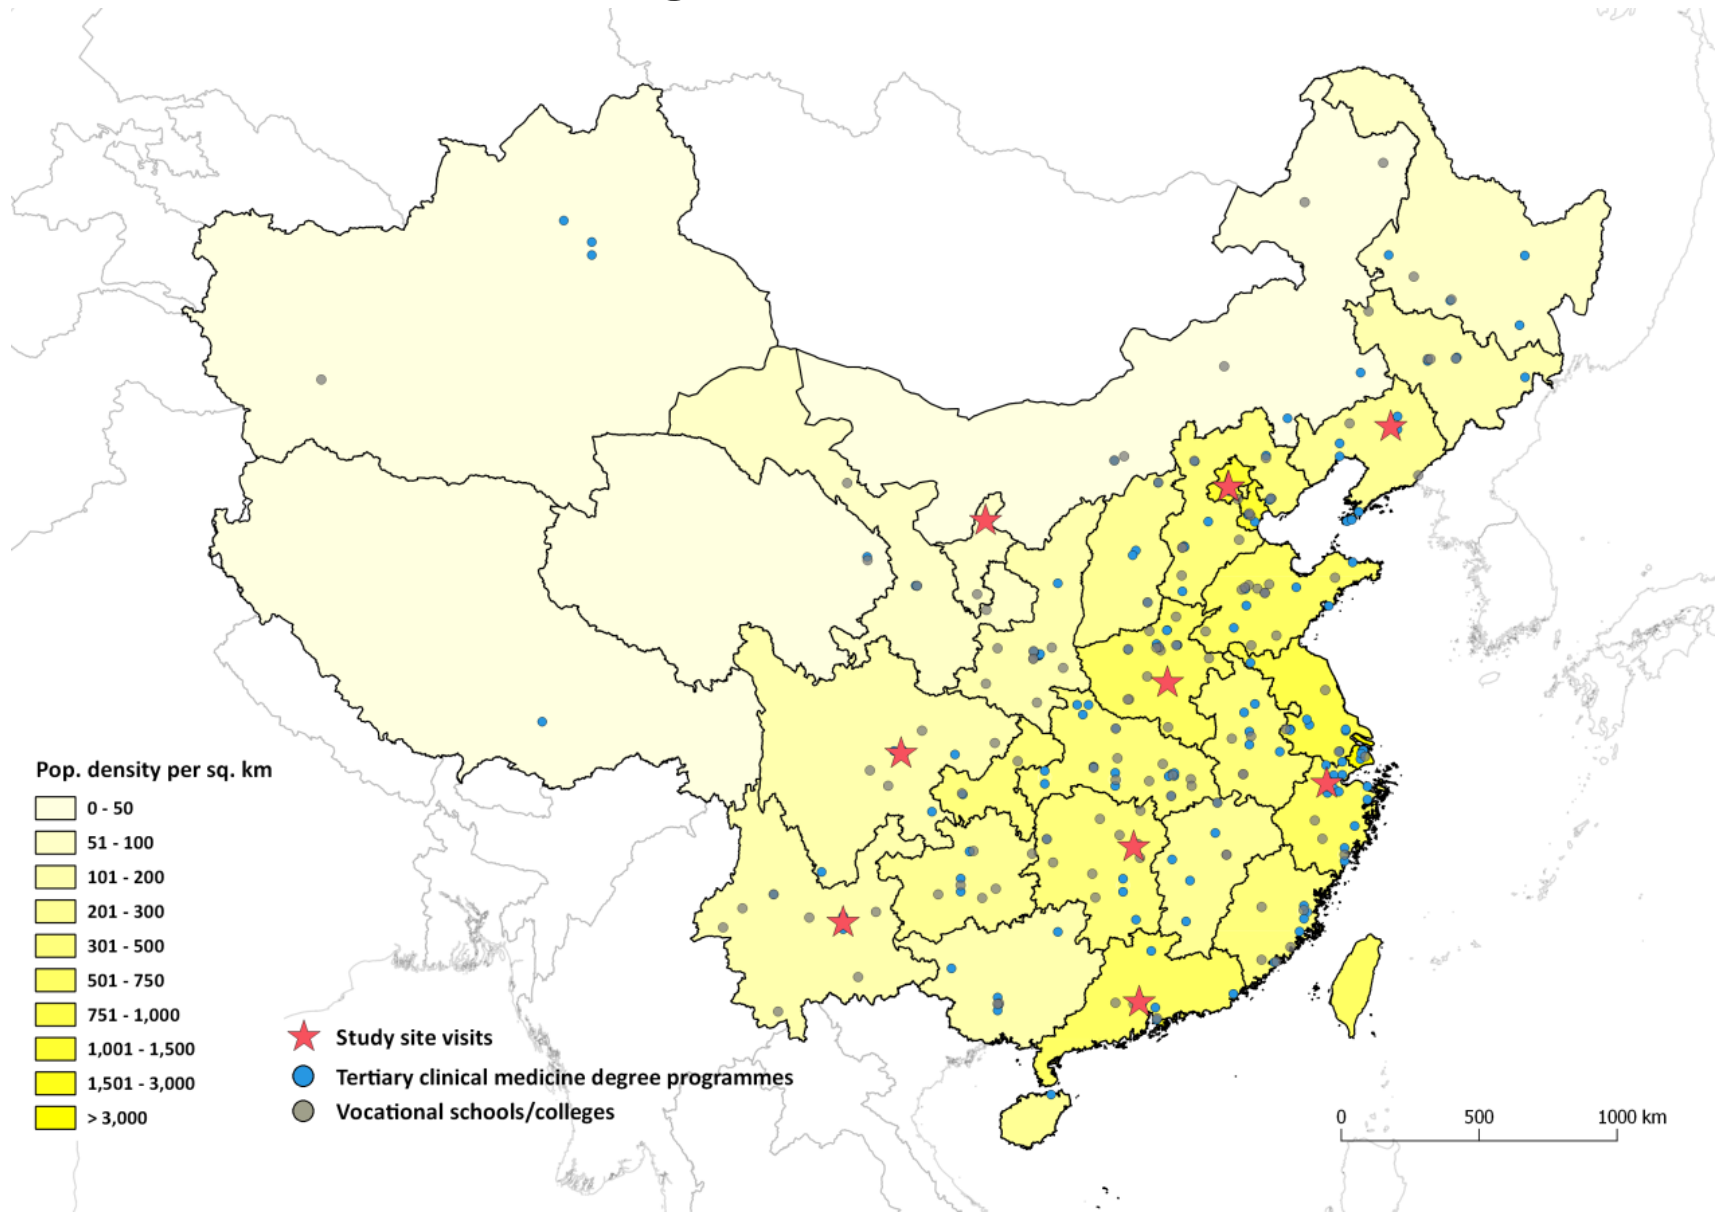 Pop. density per sq. km
0 - 50
51 - 100
101 - 200
201 - 300
301 - 500
501 - 750
751 - 1,000
1,001 - 1,500
1,501 - 3,000
> 3,000
Study site visits
Tertiary clinical medicine degree programmes
Vocational schools/colleges
0 500 1000 km